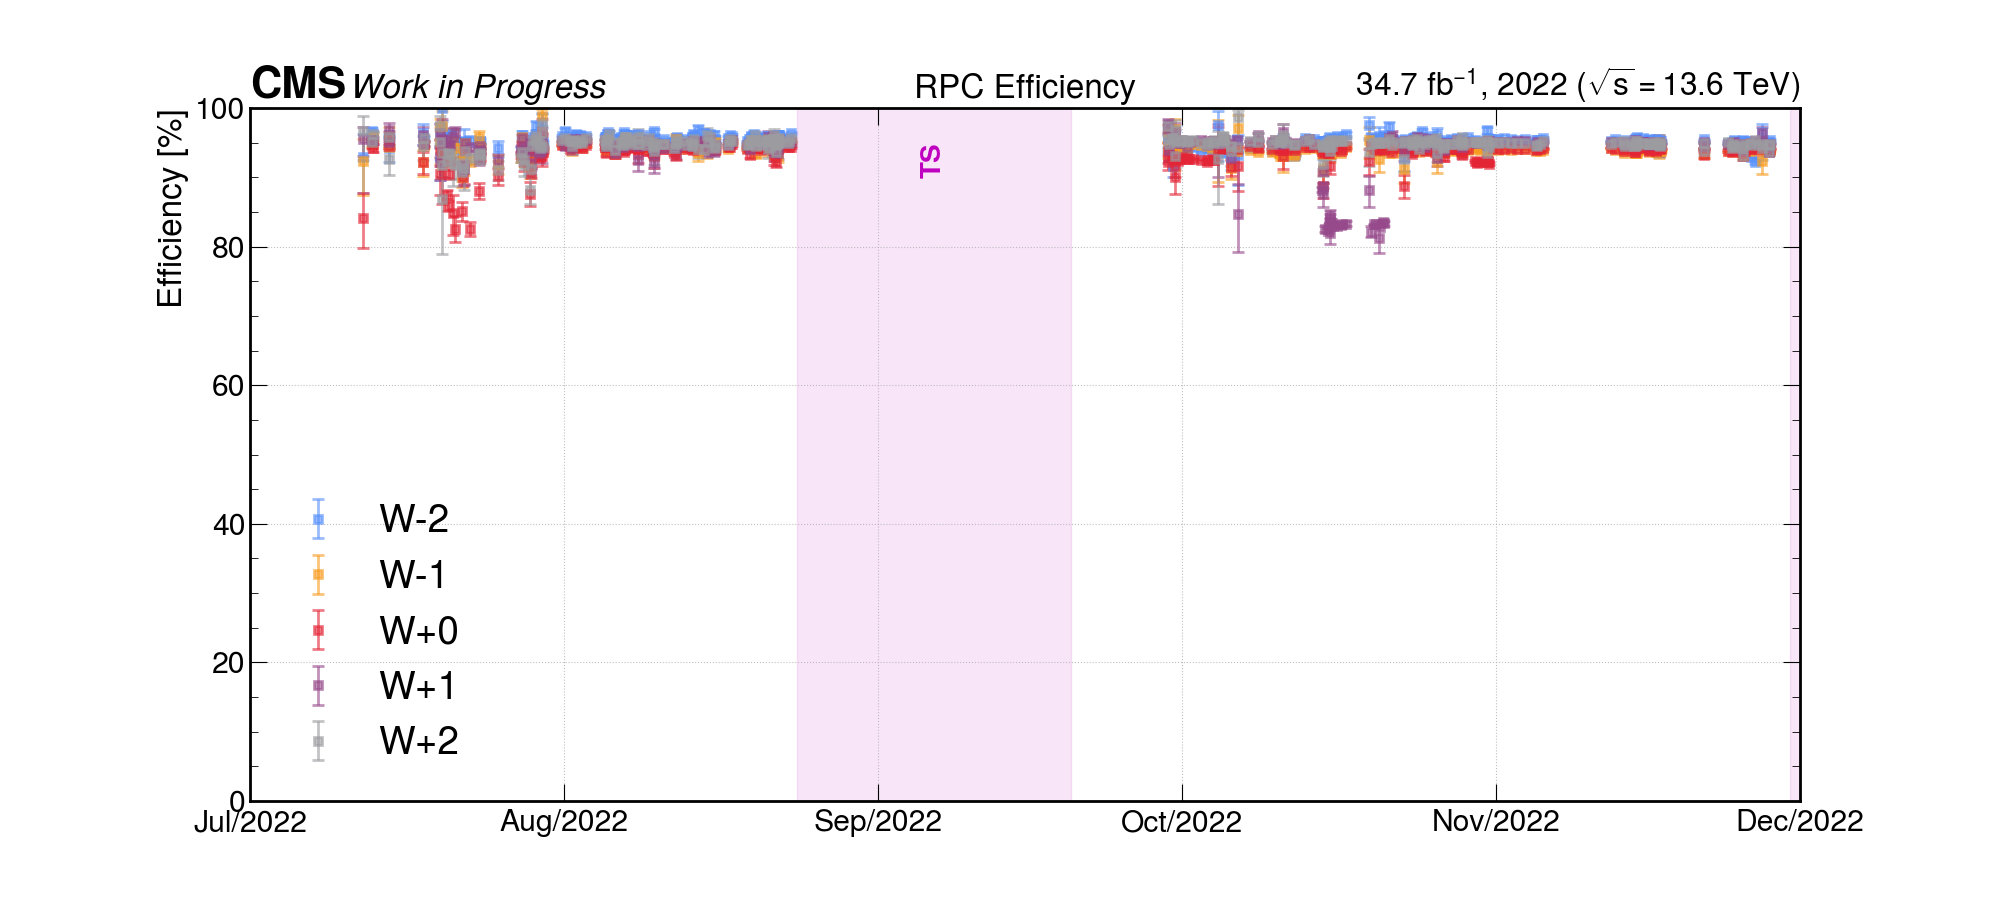 CMS Work in Progress RPC Efficiency 34.7 fb⁻¹, 2022 (√s = 13.6 TeV)
Efficiency [%]
100
80
60
40
20
0
TS
W-2
W-1
W+0
W+1
W+2
Jul/2022 Aug/2022 Sep/2022 Oct/2022 Nov/2022 Dec/2022